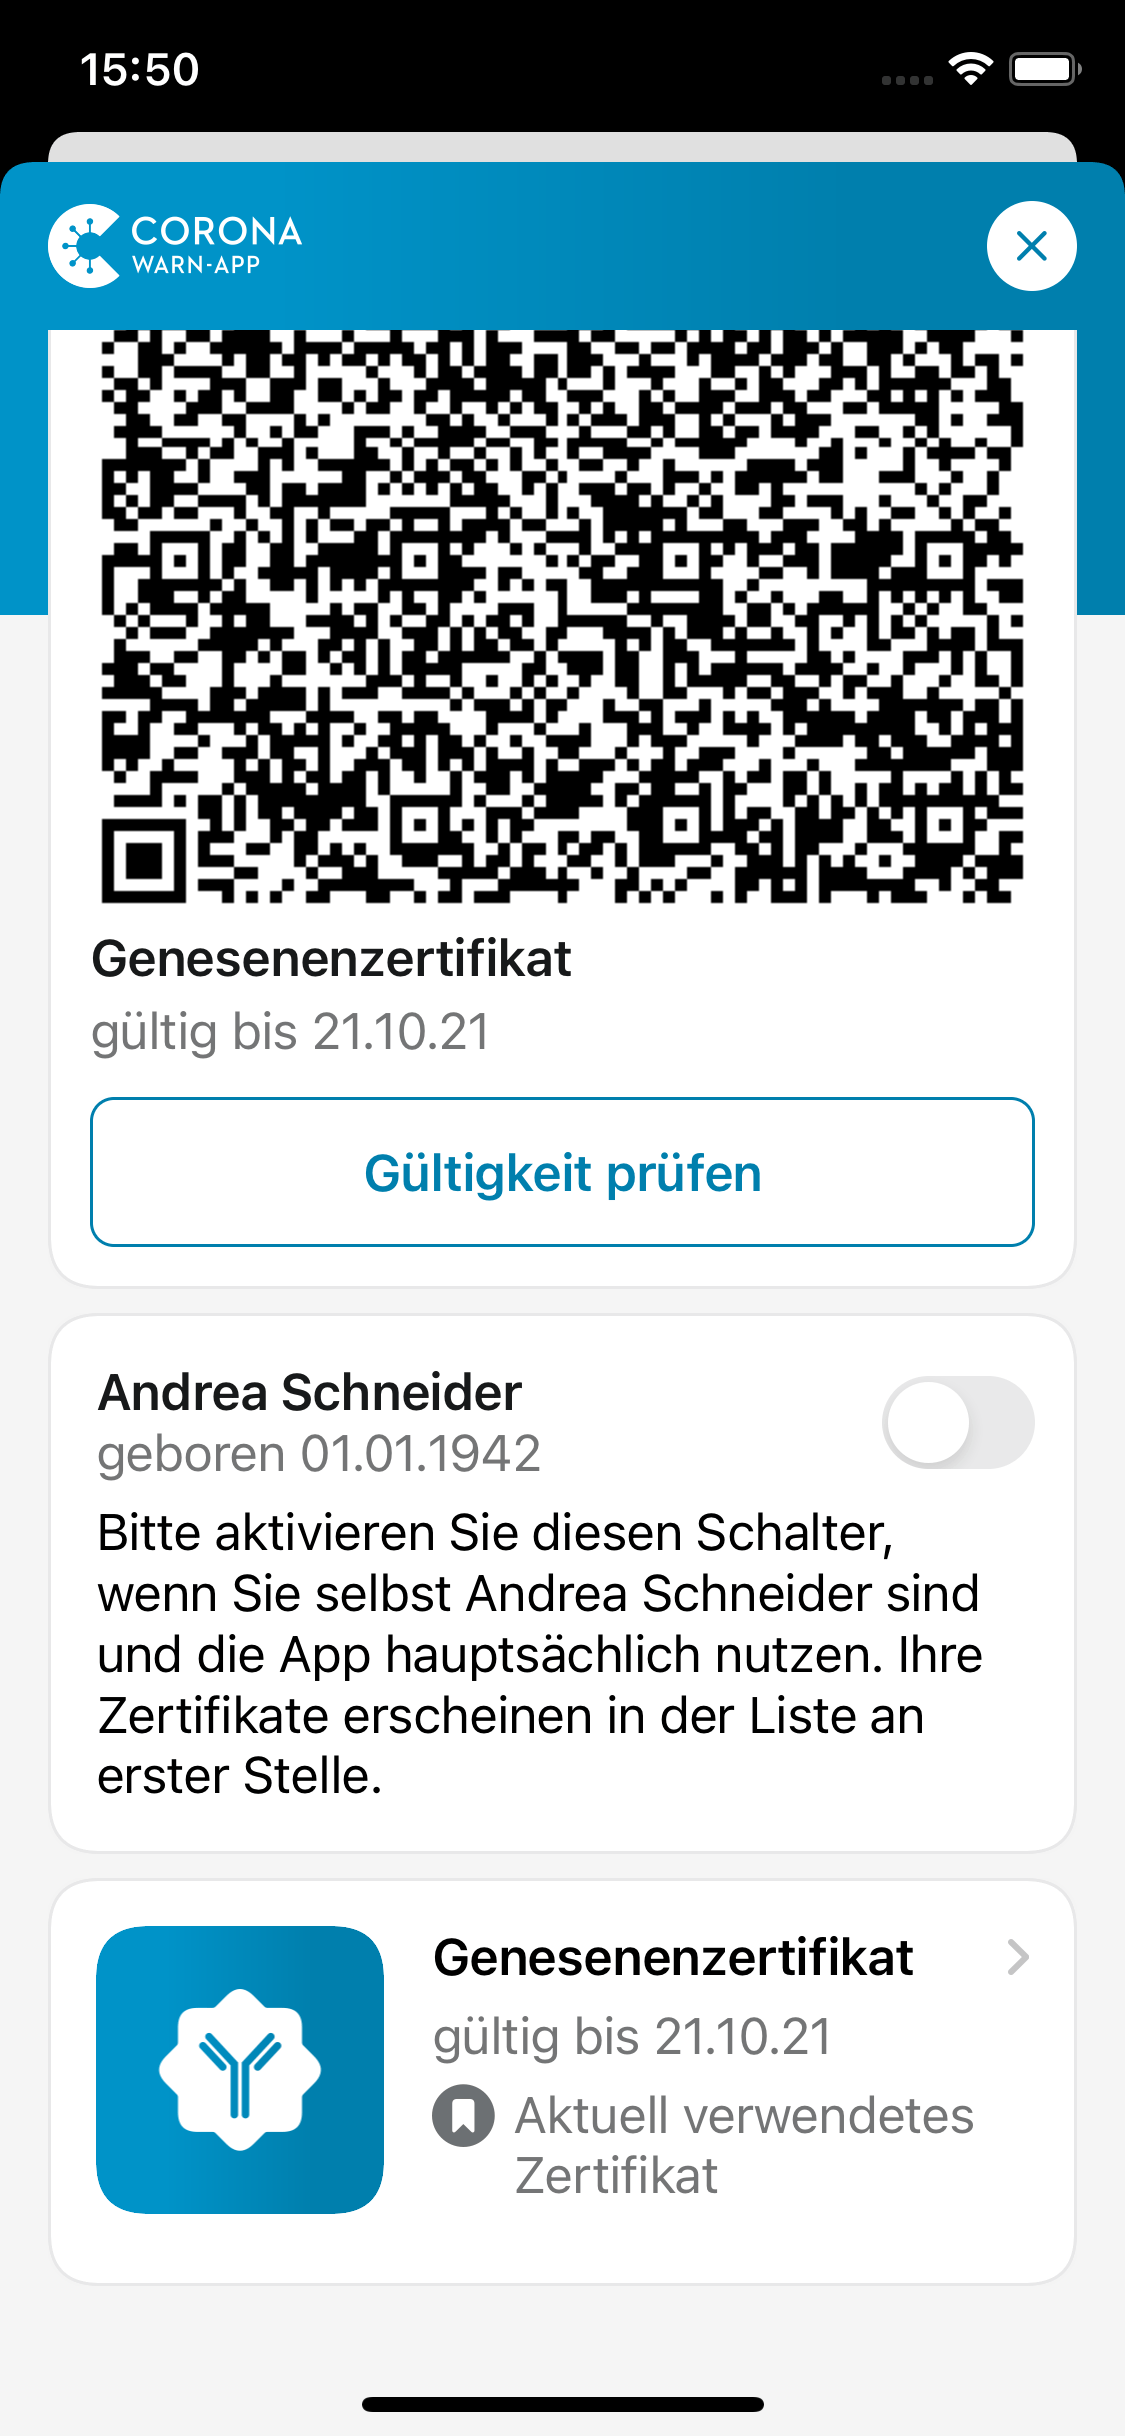 15:50
CORONA
WARN-APP
Genesenenzertifikat
gültig bis 21.10.21
Gültigkeit prüfen
Andrea Schneider
geboren 01.01.1942
Bitte aktivieren Sie diesen Schalter,
wenn Sie selbst Andrea Schneider sind
und die App hauptsächlich nutzen. Ihre
Zertifikate erscheinen in der Liste an
erster Stelle.
Genesenenzertifikat
gültig bis 21.10.21
Aktuell verwendetes
Zertifikat